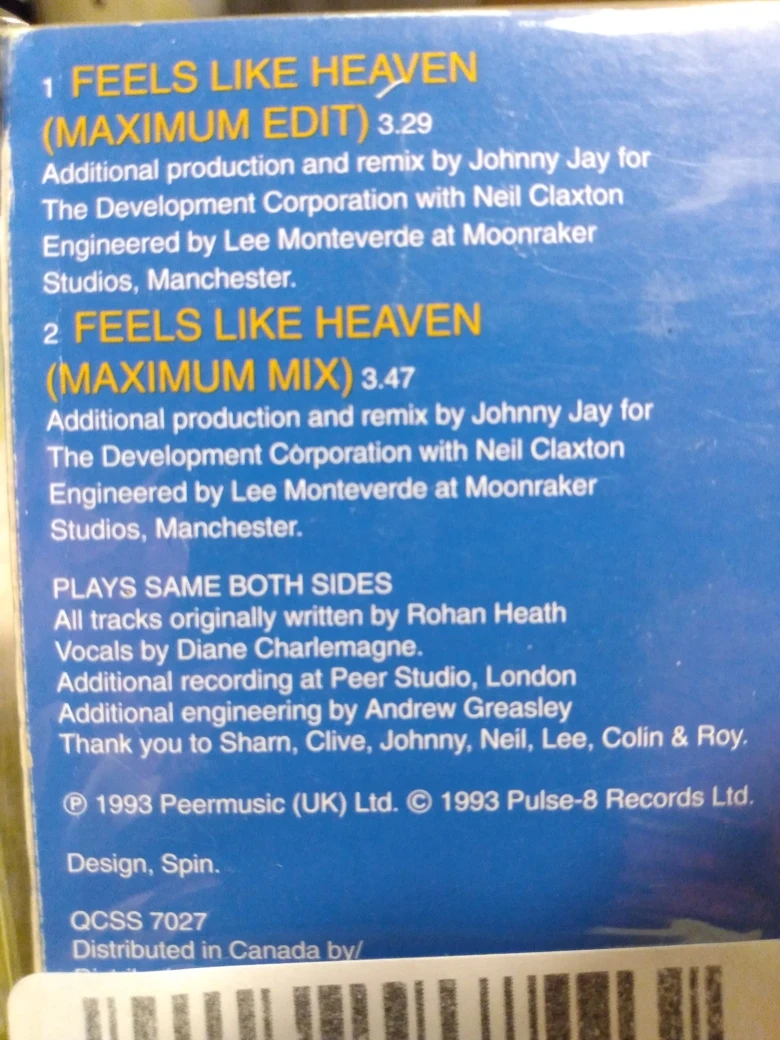 1 FEELS LIKE HEAVEN
(MAXIMUM EDIT) 3.29
Additional production and remix by Johnny Jay for
The Development Corporation with Neil Claxton
Engineered by Lee Monteverde at Moonraker
Studios, Manchester.
2 FEELS LIKE HEAVEN
(MAXIMUM MIX) 3.47
Additional production and remix by Johnny Jay for
The Development Corporation with Neil Claxton
Engineered by Lee Monteverde at Moonraker
Studios, Manchester.
PLAYS SAME BOTH SIDES
All tracks originally written by Rohan Heath
Vocals by Diane Charlemagne.
Additional recording at Peer Studio, London
Additional engineering by Andrew Greasley
Thank you to Sharn, Clive, Johnny, Neil, Lee, Colin & Roy.
℗ 1993 Peermusic (UK) Ltd. © 1993 Pulse-8 Records Ltd.
Design, Spin.
QCSS 7027
Distributed in Canada by/